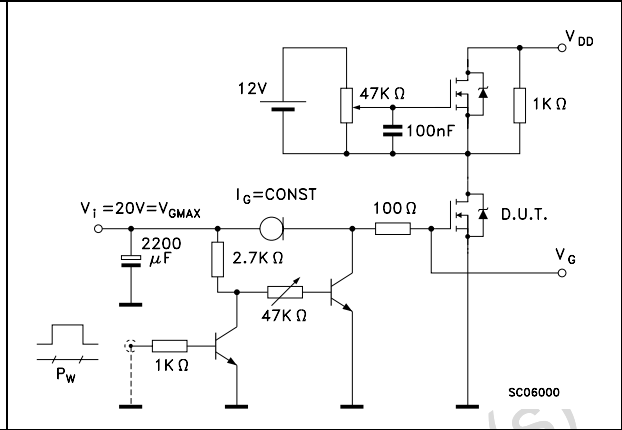 V DD
12V
47K Ω
1K Ω
100nF
I G=CONST
V i =20V=V GMAX
100 Ω
D.U.T.
2200
μF
2.7K Ω
V G
47K Ω
1K Ω
P W
SC06000